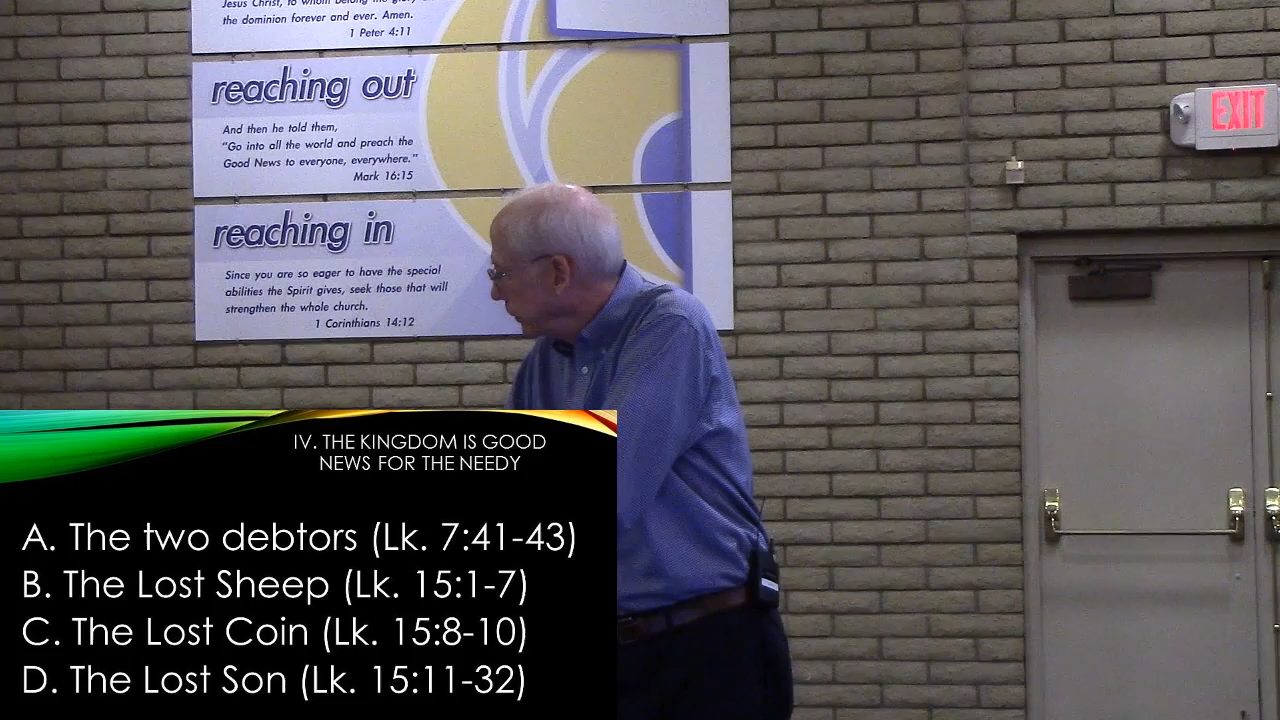 Jesus Christ, to whom belong the glory
the dominion forever and ever. Amen.
1 Peter 4:11
reaching out
And then he told them,
"Go into all the world and preach the
Good News to everyone, everywhere."
Mark 16:15
EXIT
reaching in
Since you are so eager to have the special
abilities the Spirit gives, seek those that will
strengthen the whole church.
1 Corinthians 14:12
IV. THE KINGDOM IS GOOD
NEWS FOR THE NEEDY
A. The two debtors (Lk. 7:41-43)
B. The Lost Sheep (Lk. 15:1-7)
C. The Lost Coin (Lk. 15:8-10)
D. The Lost Son (Lk. 15:11-32)